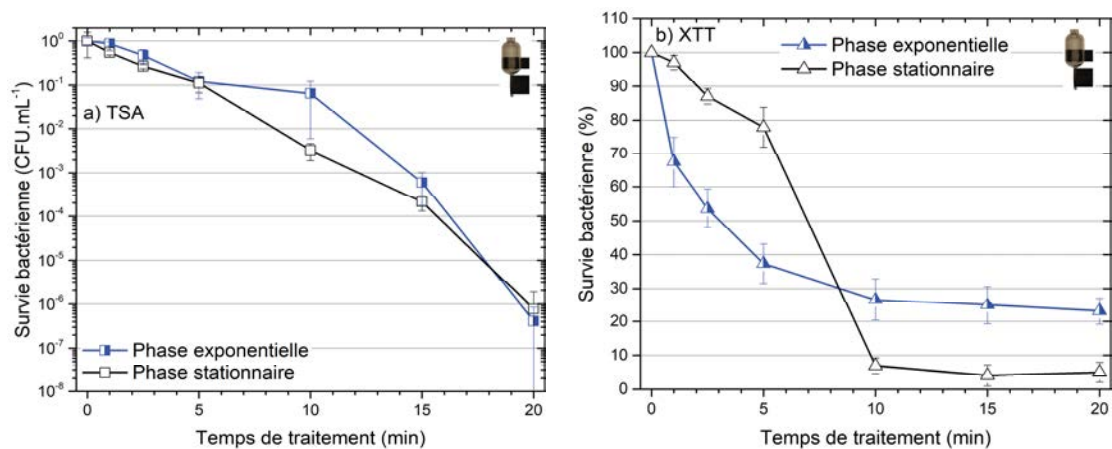 a) TSA
Survie bactérienne (CFU.mL⁻¹)
10⁰
10⁻¹
10⁻²
10⁻³
10⁻⁴
10⁻⁵
10⁻⁶
10⁻⁷
10⁻⁸
Phase exponentielle
Phase stationnaire
0 5 10 15 20
Temps de traitement (min)
b) XTT
Phase exponentielle
Phase stationnaire
Survie bactérienne (%)
110
100
90
80
70
60
50
40
30
20
10
0
0 5 10 15 20
Temps de traitement (min)